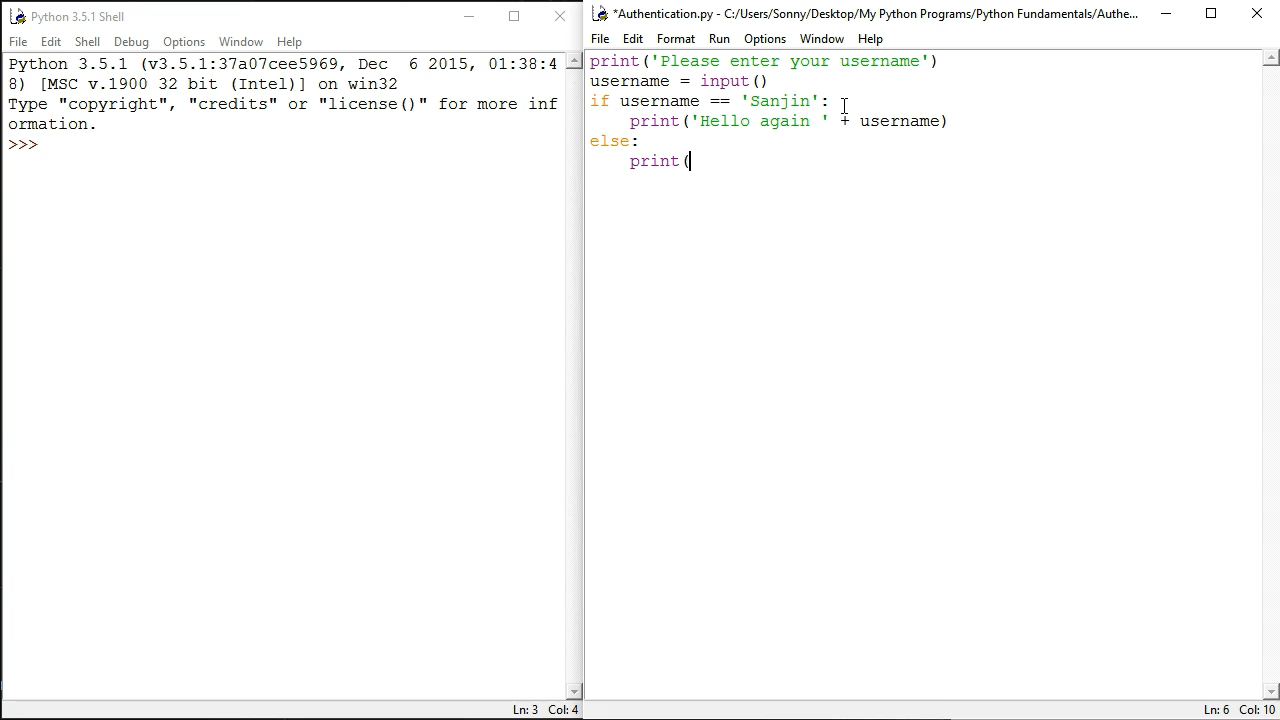 Python 3.5.1 Shell
File Edit Shell Debug Options Window Help
Python 3.5.1 (v3.5.1:37a07cee5969, Dec  6 2015, 01:38:4
8) [MSC v.1900 32 bit (Intel)] on win32
Type "copyright", "credits" or "license()" for more inf
ormation.
>>>
Ln: 3 Col: 4
*Authentication.py - C:/Users/Sonny/Desktop/My Python Programs/Python Fundamentals/Authe...
File Edit Format Run Options Window Help
print('Please enter your username')
username = input()
if username == 'Sanjin':
    print('Hello again ' + username)
else:
    print(
Ln: 6 Col: 10